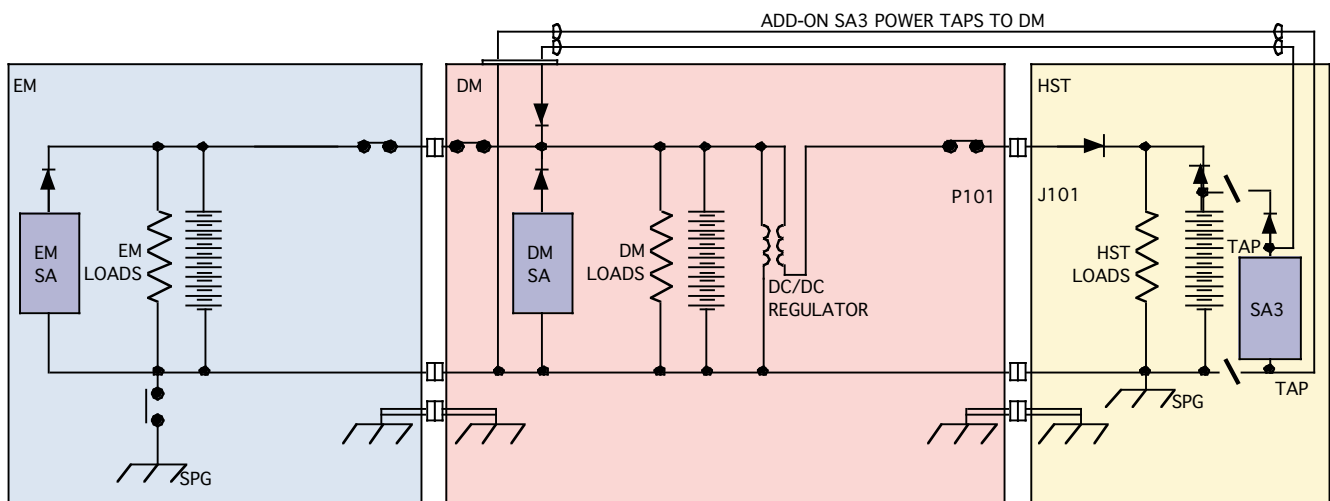 ADD-ON SA3 POWER TAPS TO DM
EM
DM
HST
P101
J101
EM
SA
EM
LOADS
DM
SA
DM
LOADS
DC/DC
REGULATOR
HST
LOADS
TAP
SA3
TAP
SPG
SPG